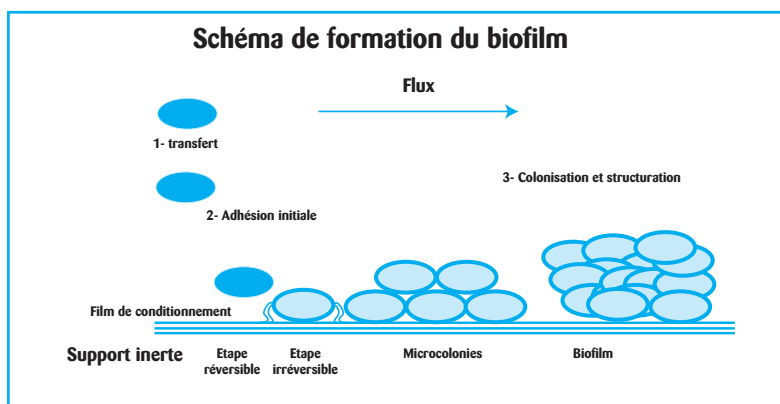 Schéma de formation du biofilm
Flux
1- transfert
3- Colonisation et structuration
2- Adhésion initiale
Film de conditionnement
Support inerte
Etape
réversible
Etape
irréversible
Microcolonies
Biofilm